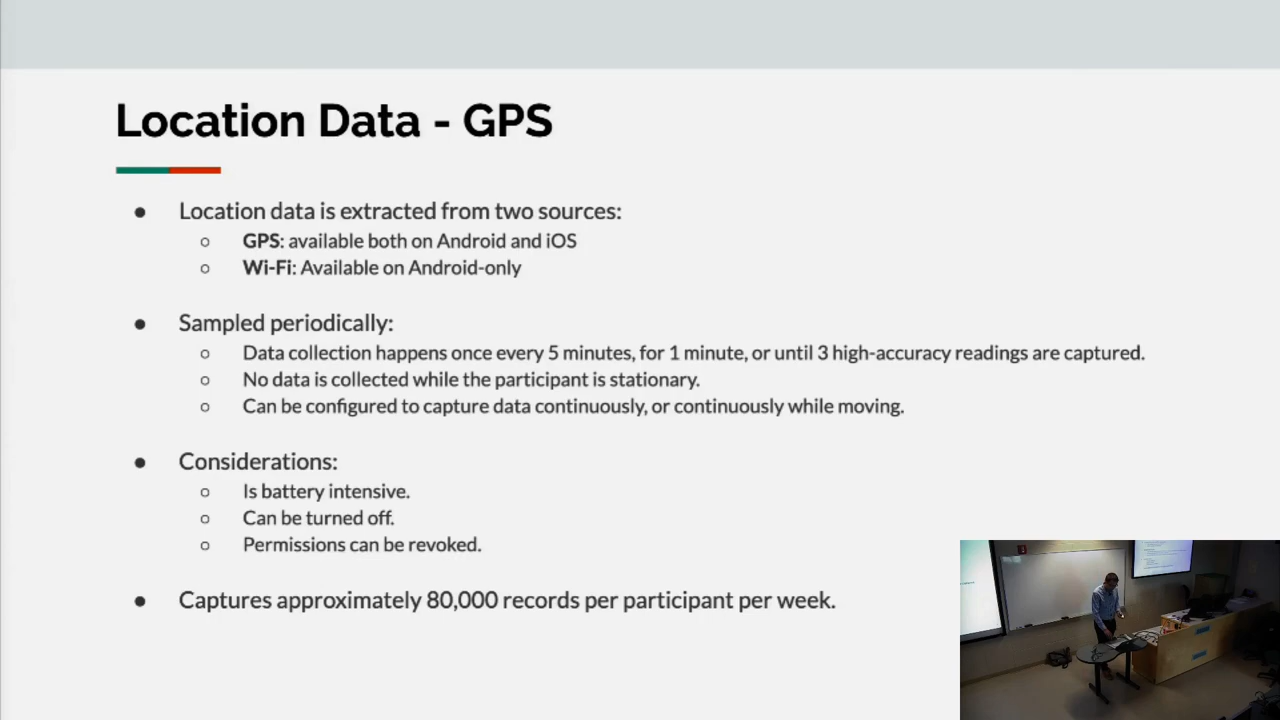 Location Data - GPS
● Location data is extracted from two sources:
○ GPS: available both on Android and iOS
○ Wi-Fi: Available on Android-only
● Sampled periodically:
○ Data collection happens once every 5 minutes, for 1 minute, or until 3 high-accuracy readings are captured.
○ No data is collected while the participant is stationary.
○ Can be configured to capture data continuously, or continuously while moving.
● Considerations:
○ Is battery intensive.
○ Can be turned off.
○ Permissions can be revoked.
● Captures approximately 80,000 records per participant per week.